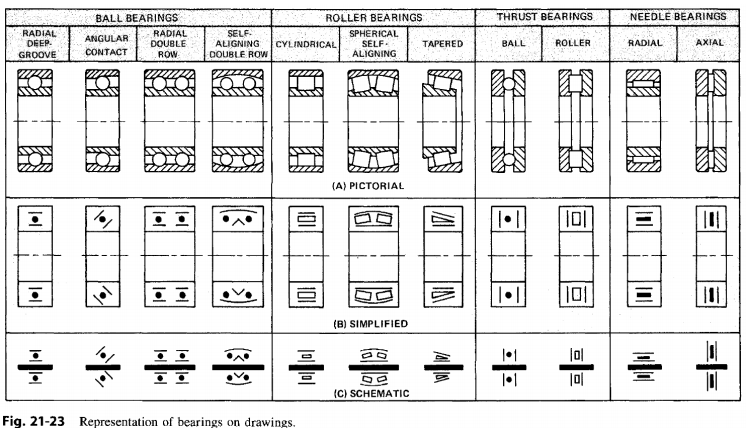 BALL BEARINGS
ROLLER BEARINGS
THRUST BEARINGS
NEEDLE BEARINGS
RADIAL
DEEP-
GROOVE
ANGULAR
CONTACT
RADIAL
DOUBLE
ROW
SELF-
ALIGNING
DOUBLE ROW
CYLINDRICAL
SPHERICAL
SELF-
ALIGNING
TAPERED
BALL
ROLLER
RADIAL
AXIAL
(A) PICTORIAL
(B) SIMPLIFIED
(C) SCHEMATIC
Fig. 21-23 Representation of bearings on drawings.